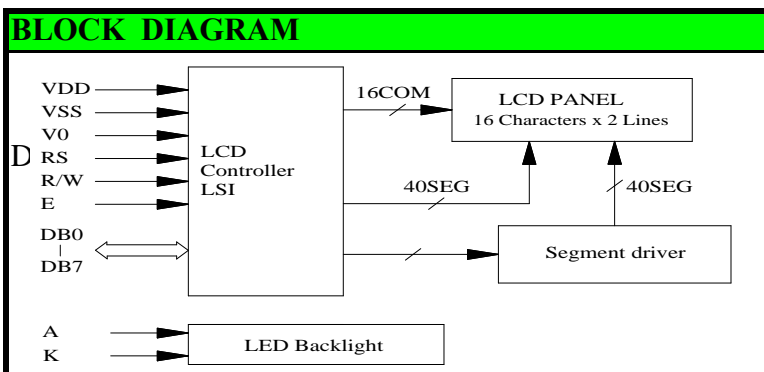 BLOCK DIAGRAM
VDD
VSS
V0
D
RS
R/W
E
DB0
DB7
LCD
Controller
LSI
16COM
LCD PANEL
16 Characters x 2 Lines
40SEG
40SEG
Segment driver
A
K
LED Backlight